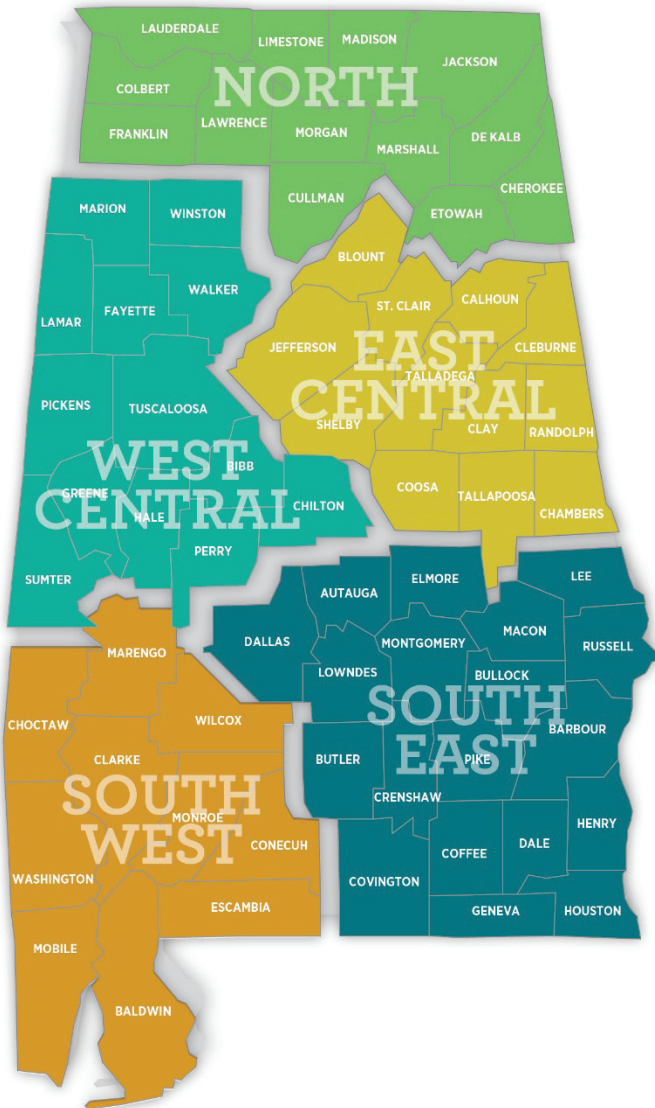 LAUDERDALE
LIMESTONE
MADISON
JACKSON
COLBERT
NORTH
FRANKLIN
LAWRENCE
MORGAN
MARSHALL
DE KALB
CULLMAN
CHEROKEE
ETOWAH
MARION
WINSTON
WALKER
LAMAR
FAYETTE
PICKENS
TUSCALOOSA
WEST
CENTRAL
BIBB
GREENE
HALE
CHILTON
PERRY
SUMTER
BLOUNT
ST. CLAIR
CALHOUN
JEFFERSON
EAST
CENTRAL
CLEBURNE
TALLADEGA
SHELBY
CLAY
RANDOLPH
COOSA
TALLAPOOSA
CHAMBERS
ELMORE
LEE
AUTAUGA
DALLAS
MONTGOMERY
MACON
RUSSELL
LOWNDES
BULLOCK
SOUTH
EAST
BARBOUR
BUTLER
PIKE
CRENSHAW
HENRY
COFFEE
DALE
COVINGTON
GENEVA
HOUSTON
MARENGO
CHOCTAW
WILCOX
CLARKE
SOUTH
WEST
MONROE
CONECUH
WASHINGTON
ESCAMBIA
MOBILE
BALDWIN